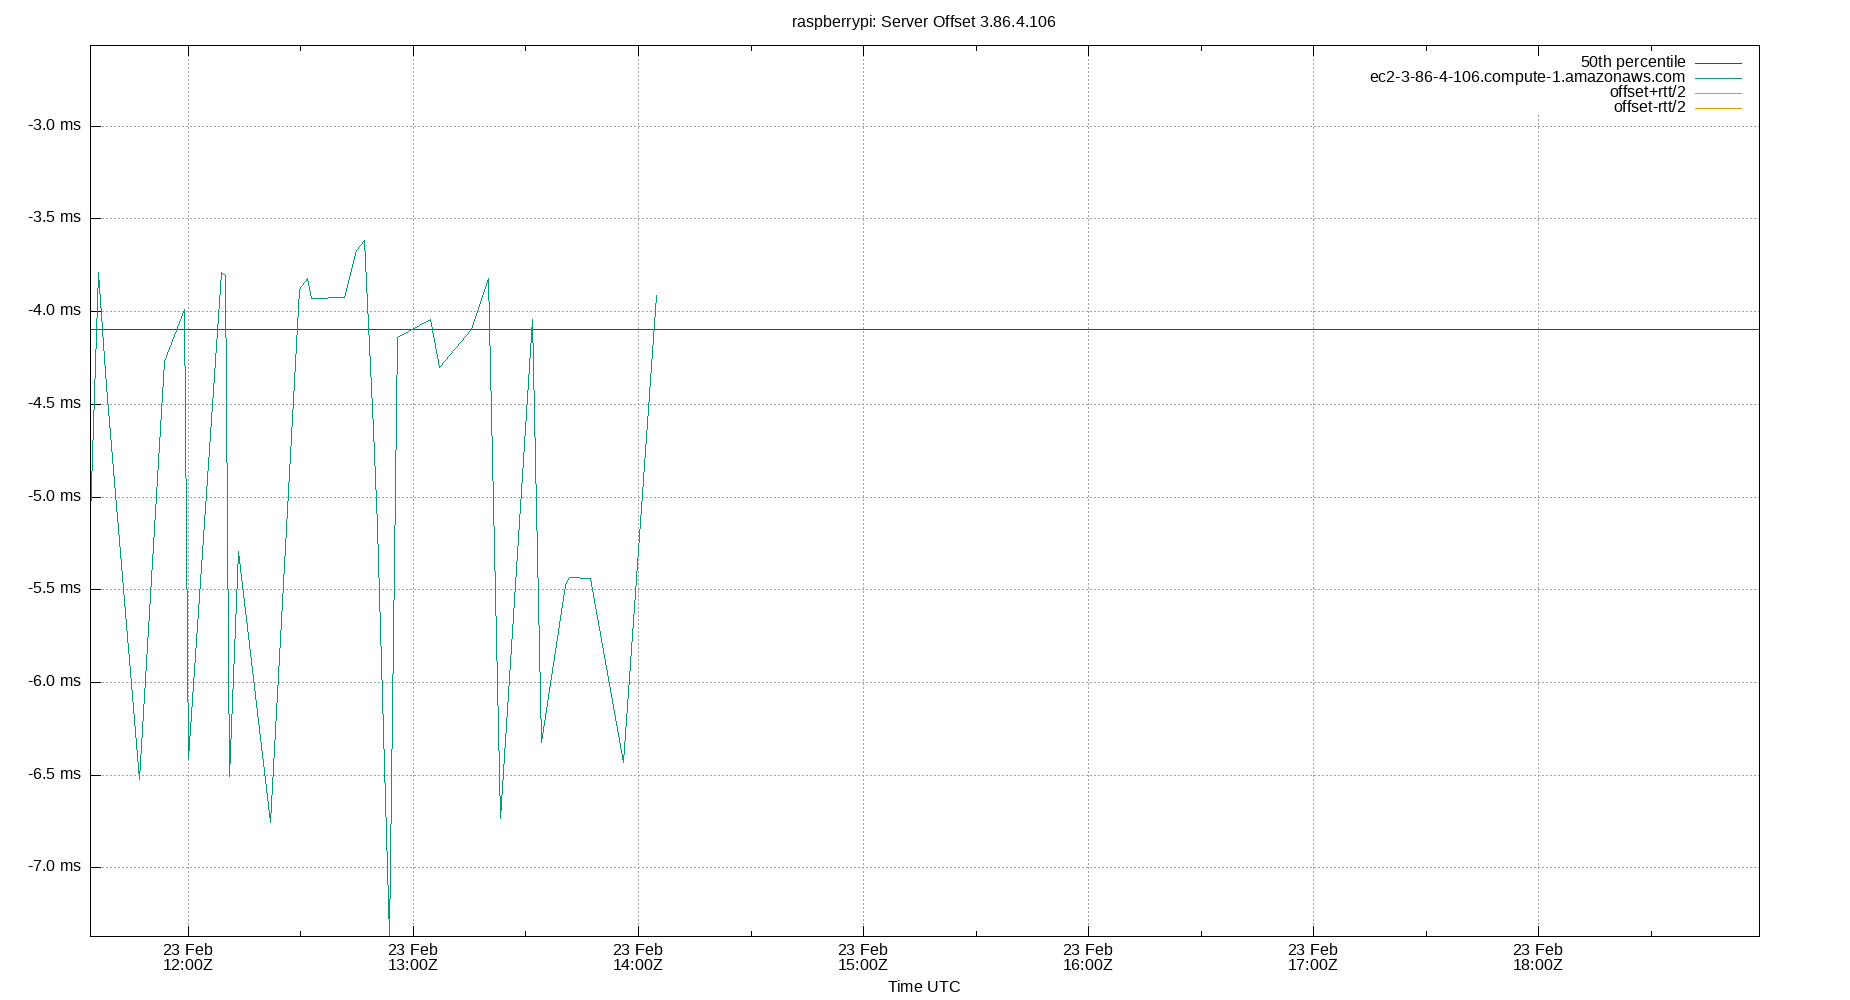 raspberrypi: Server Offset 3.86.4.106
50th percentile
ec2-3-86-4-106.compute-1.amazonaws.com
offset+rtt/2
offset-rtt/2
-3.0 ms
-3.5 ms
-4.0 ms
-4.5 ms
-5.0 ms
-5.5 ms
-6.0 ms
-6.5 ms
-7.0 ms
23 Feb 23 Feb 23 Feb 23 Feb 23 Feb 23 Feb 23 Feb
12:00Z 13:00Z 14:00Z 15:00Z 16:00Z 17:00Z 18:00Z
Time UTC